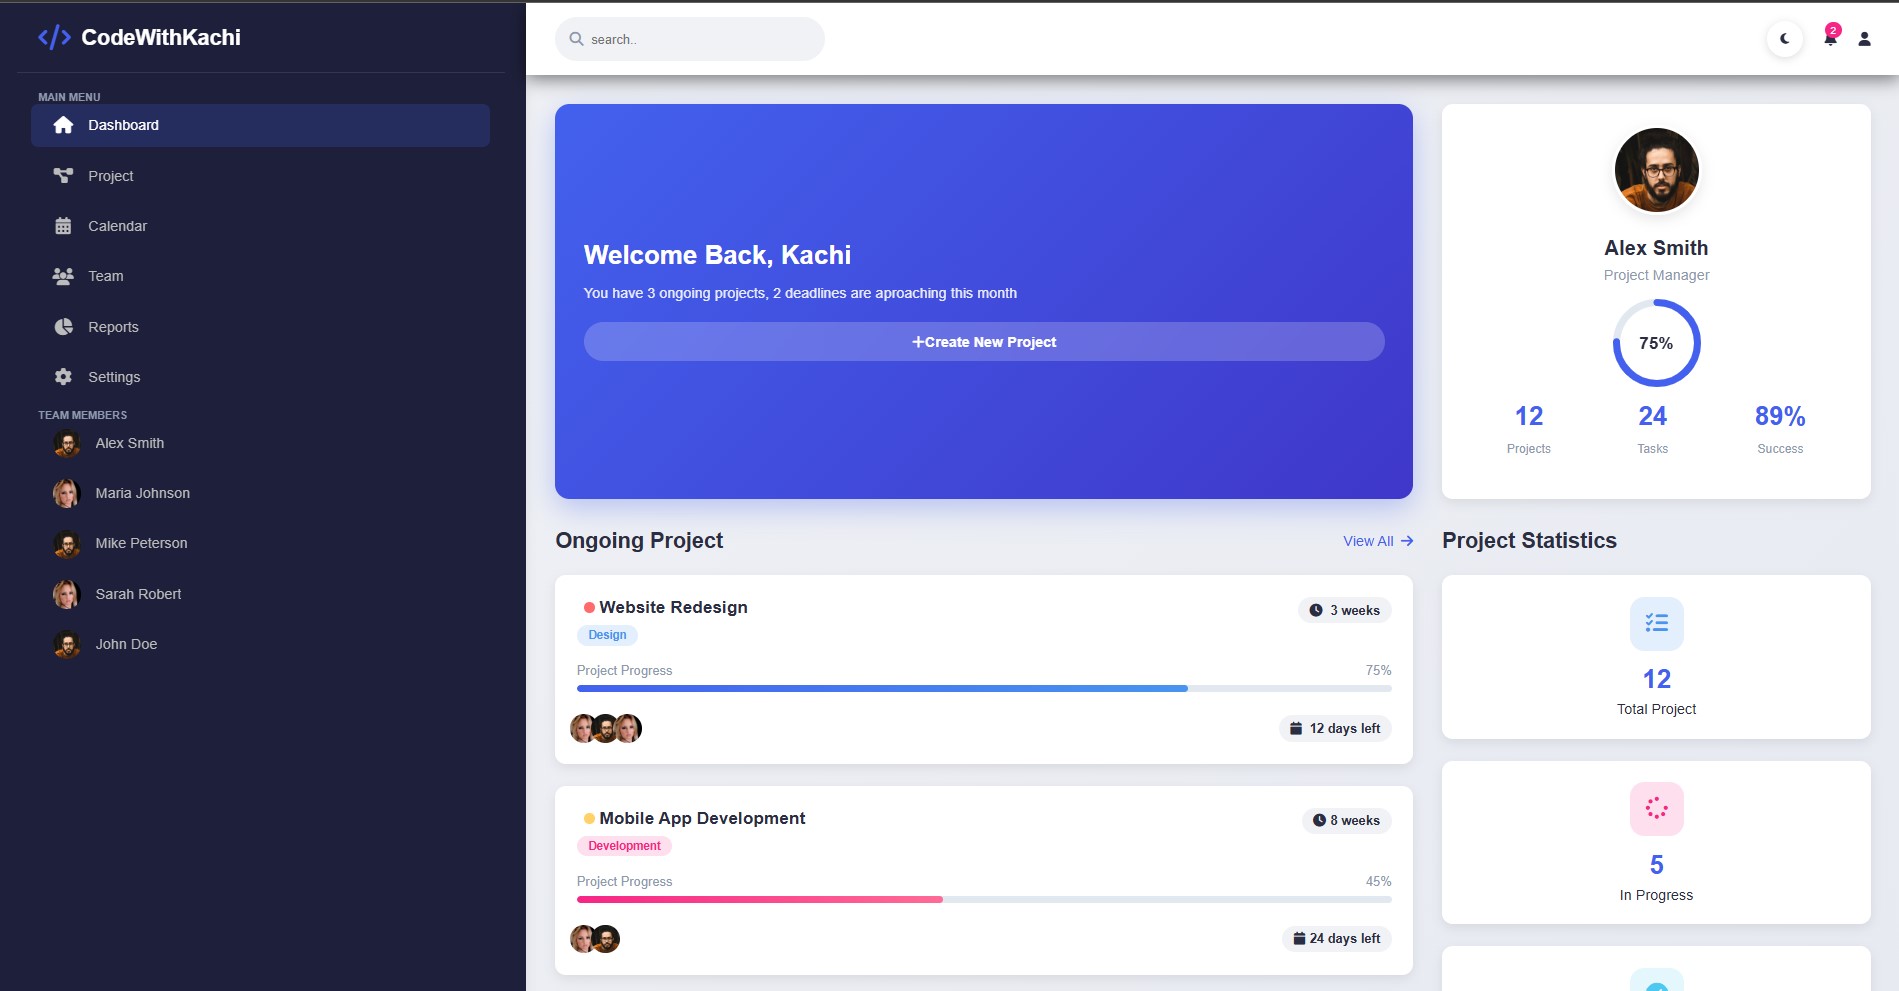 CodeWithKachi
MAIN MENU
Dashboard
Project
Calendar
Team
Reports
Settings
TEAM MEMBERS
Alex Smith
Maria Johnson
Mike Peterson
Sarah Robert
John Doe
search..
2
Welcome Back, Kachi
You have 3 ongoing projects, 2 deadlines are aproaching this month
+Create New Project
Alex Smith
Project Manager
75%
12 24 89%
Projects Tasks Success
Ongoing Project
View All →
Website Redesign
3 weeks
Design
Project Progress 75%
12 days left
Mobile App Development
8 weeks
Development
Project Progress 45%
24 days left
Project Statistics
12
Total Project
5
In Progress